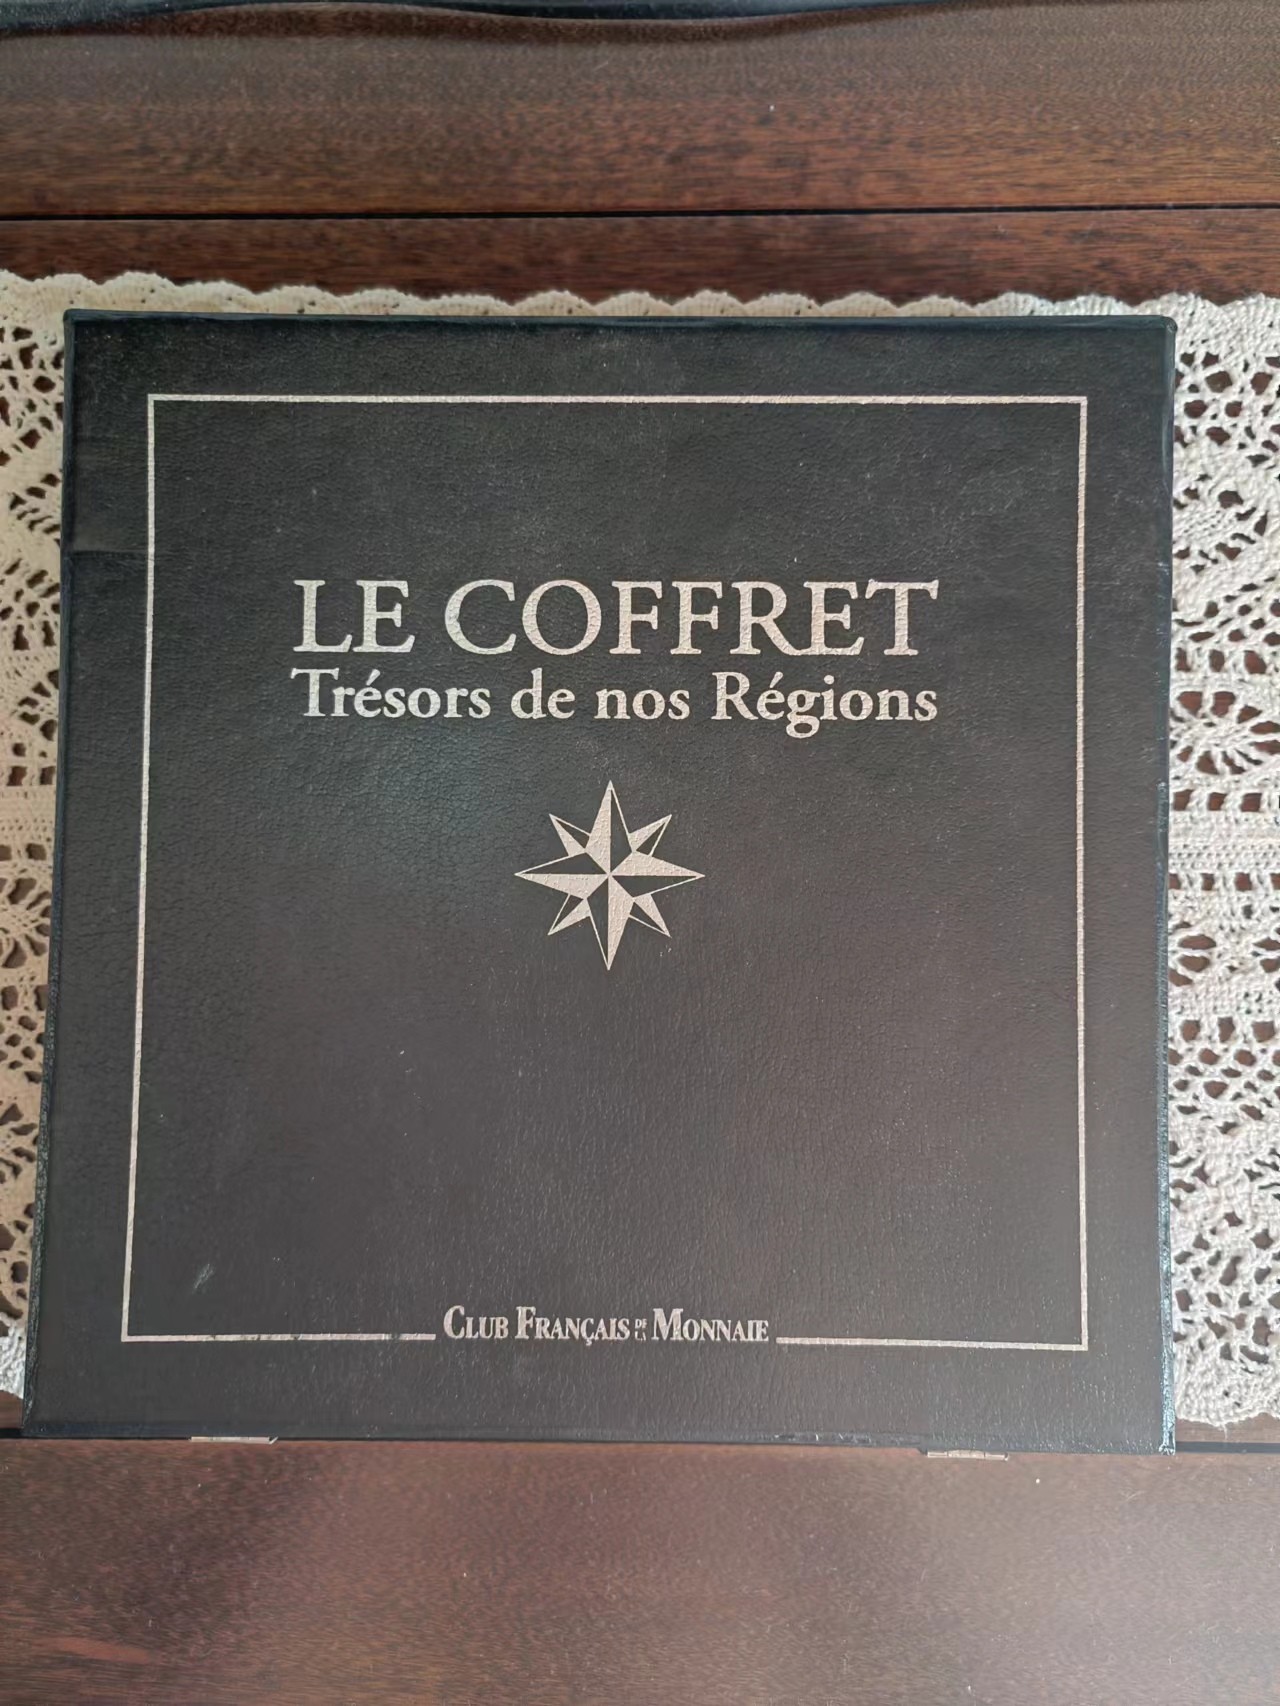 LE COFFRET
Trésors de nos Régions
CLUB FRANÇAIS DE LA MONNAIE